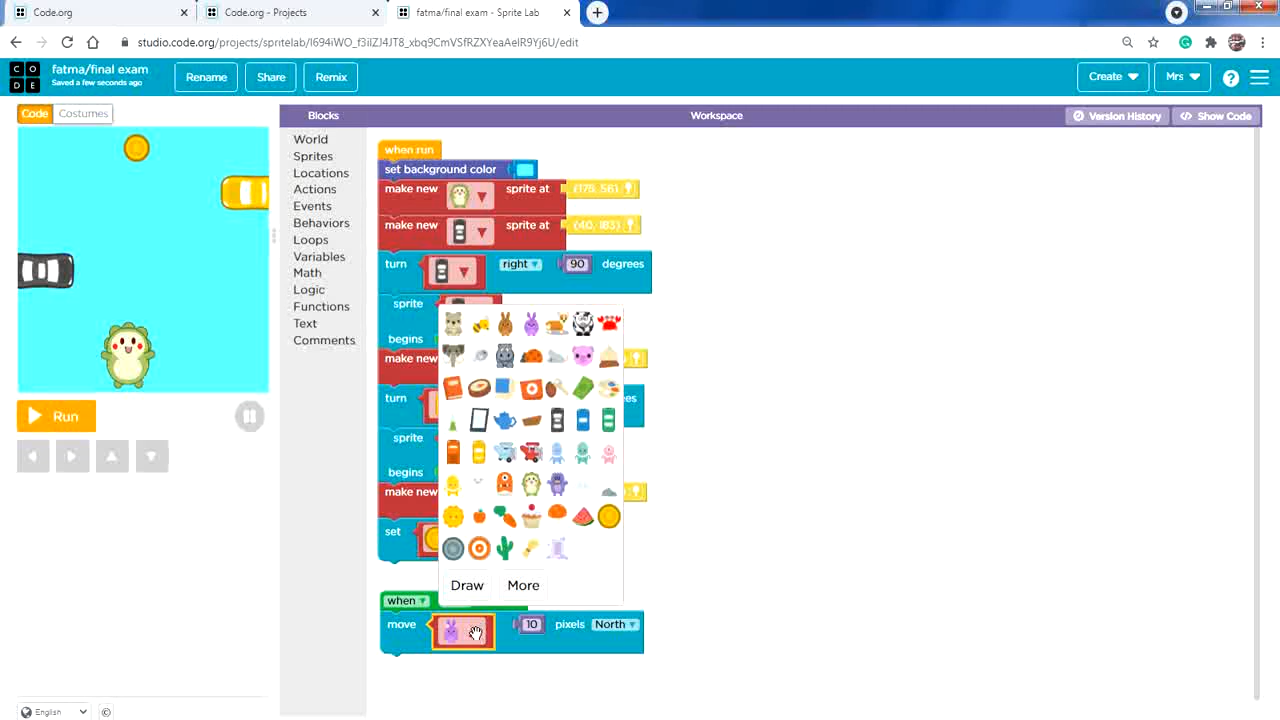 Code.org
Code.org - Projects
fatma/final exam - Sprite Lab
studio.code.org/projects/spritelab/I694iWO_f3iIZJ4JT8_xbq9CmVSfRZXYeaAeIR9Yj6U/edit
C O D E
fatma/final exam
Saved a few seconds ago
Rename
Share
Remix
Create
Mrs
?
Code
Costumes
Blocks
Workspace
Version History
Show Code
World
Sprites
Locations
Actions
Events
Behaviors
Loops
Variables
Math
Logic
Functions
Text
Comments
when run
set background color
make new sprite at (175, 56)
make new sprite at (40, 183)
turn right 90 degrees
sprite
begins
make new
turn
es
sprite
begins
make new
set
Draw
More
when
move 10 pixels North
Run
English
©